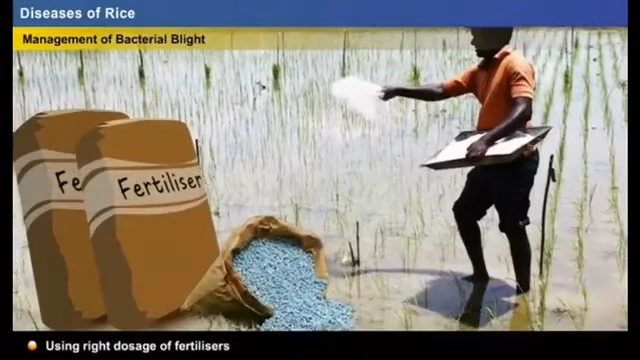 Diseases of Rice
Management of Bacterial Blight
Fe
Fertiliser
Using right dosage of fertilisers